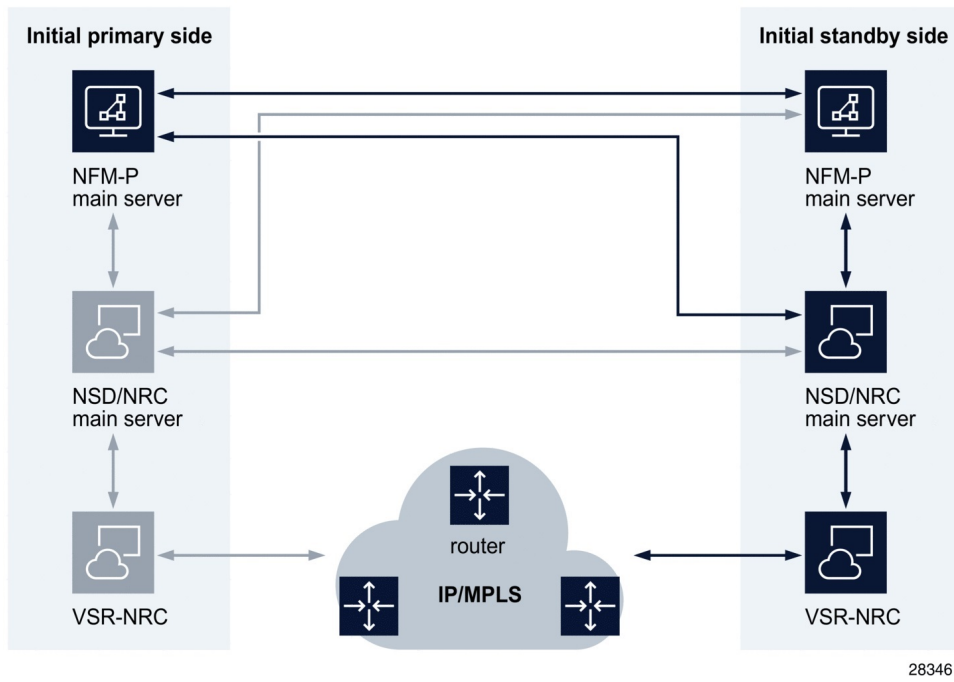 Initial primary side
Initial standby side
NFM-P
main server
NFM-P
main server
NSD/NRC
main server
NSD/NRC
main server
router
IP/MPLS
VSR-NRC
VSR-NRC
28346